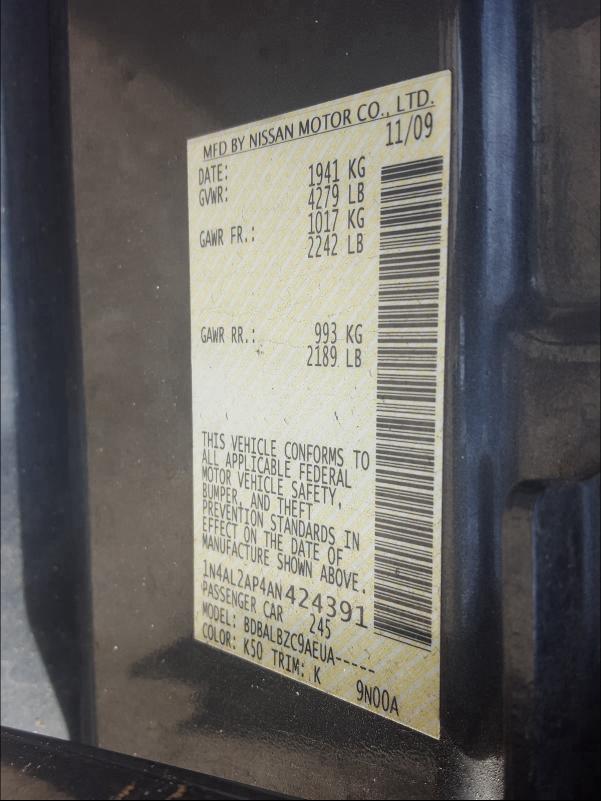 MFD BY NISSAN MOTOR CO., LTD.
DATE: 11/09
GVWR: 1941 KG
4279 LB
GAWR FR.: 1017 KG
2242 LB
GAWR RR.: 993 KG
2189 LB
THIS VEHICLE CONFORMS TO
ALL APPLICABLE FEDERAL
MOTOR VEHICLE SAFETY,
BUMPER, AND THEFT
PREVENTION STANDARDS IN
EFFECT ON THE DATE OF
MANUFACTURE SHOWN ABOVE.
1N4AL2AP4AN424391
PASSENGER CAR 245
MODEL: BDBALBZC9AEUA-----
COLOR: K50 TRIM: K 9N00A